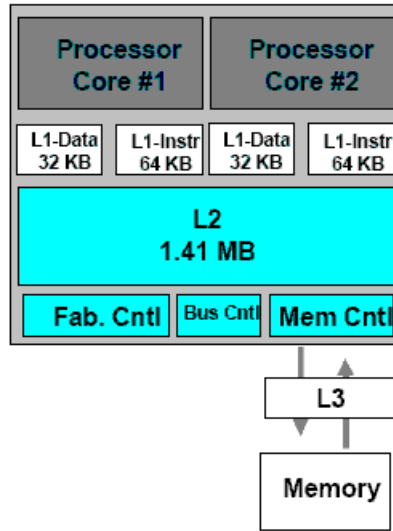 Processor
Core #1
Processor
Core #2
L1-Data
32 KB
L1-Instr
64 KB
L1-Data
32 KB
L1-Instr
64 KB
L2
1.41 MB
Fab. Cntl
Bus Cntl
Mem Cntl
L3
Memory